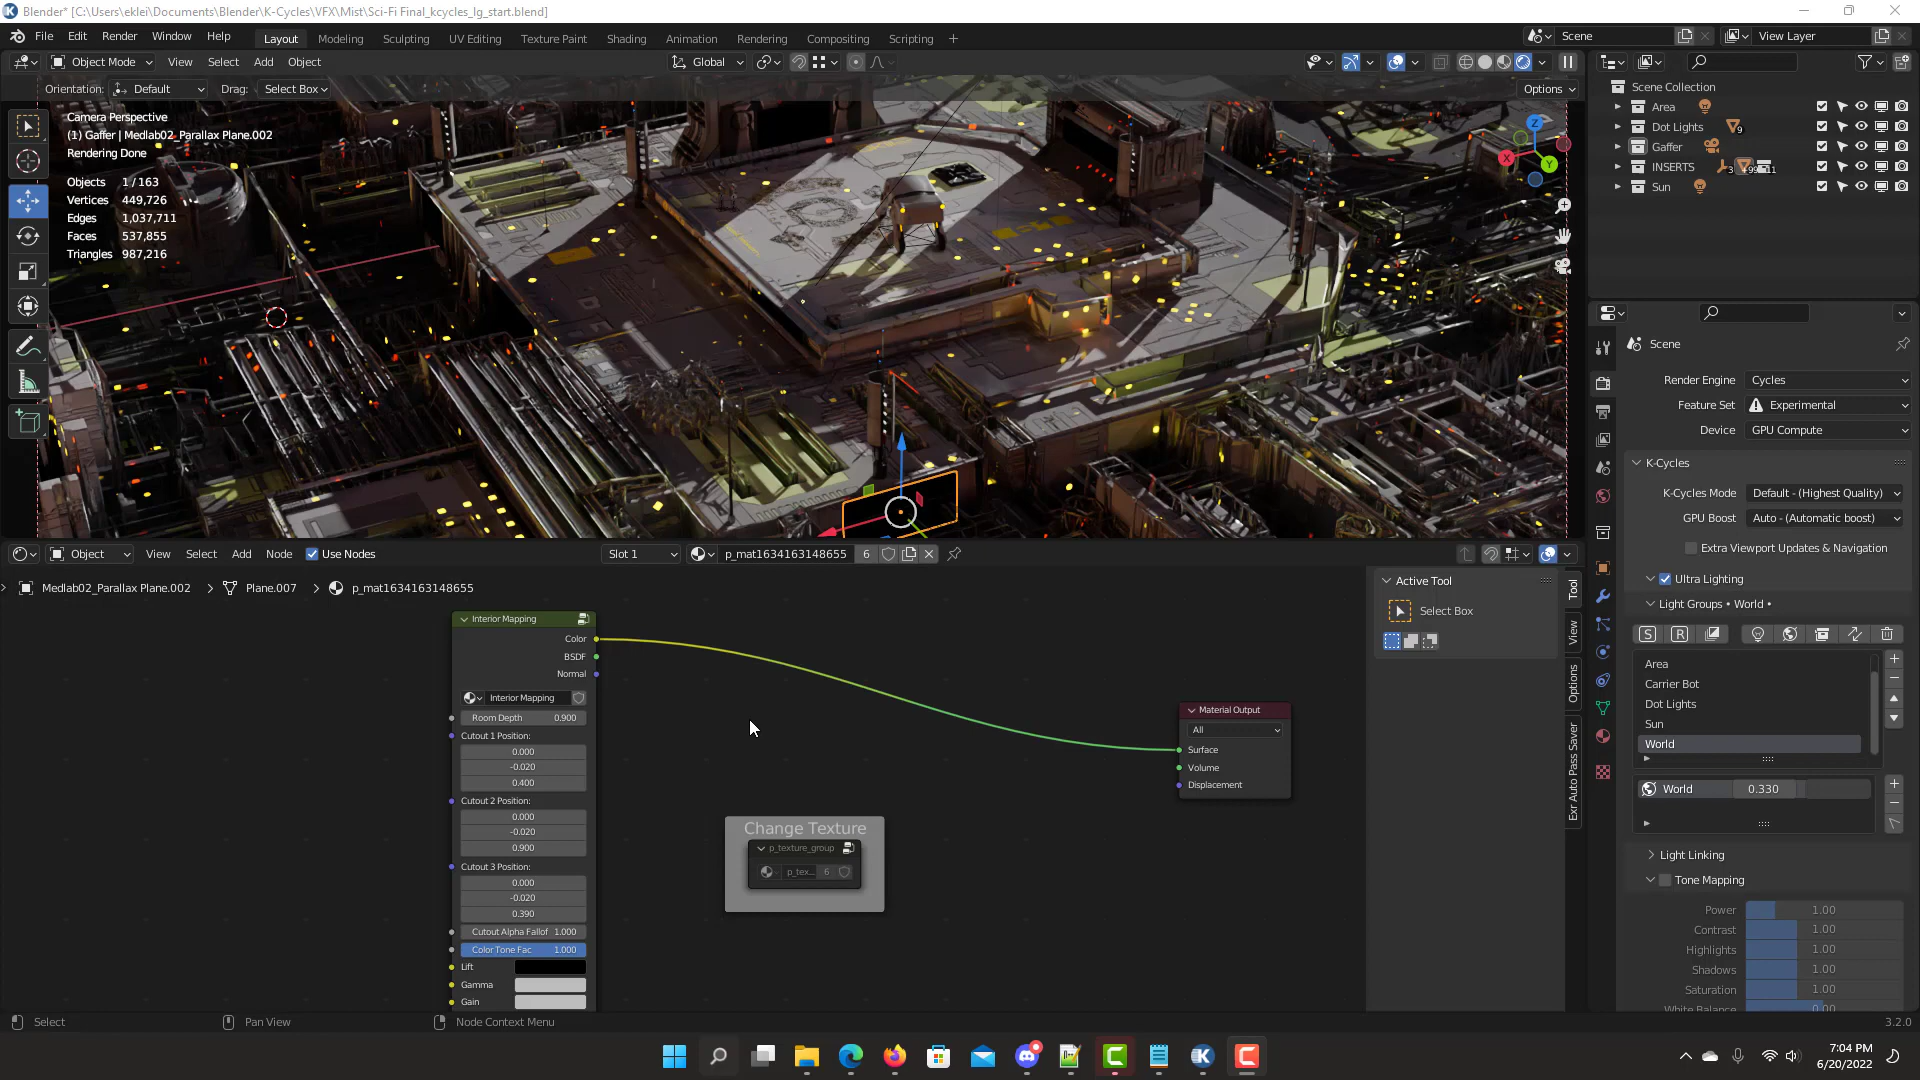 Blender* [C:\Users\eklei\Documents\Blender\K-Cycles\VFX\Mist\Sci-Fi Final_kcycles_lg_start.blend]
File Edit Render Window Help Layout Modeling Sculpting UV Editing Texture Paint Shading Animation Rendering Compositing Scripting + Scene View Layer
Object Mode View Select Add Object Global
Orientation: Default Drag: Select Box Options
Camera Perspective
(1) Gaffer | Medlab02_Parallax Plane.002
Rendering Done
Objects 1 / 163
Vertices 449,726
Edges 1,037,711
Faces 537,855
Triangles 987,216
Z
X
Y
Scene Collection
Area
Dot Lights 9
Gaffer
INSERTS 3 +99 11
Sun
Scene
Render Engine Cycles
Feature Set Experimental
Device GPU Compute
K-Cycles
K-Cycles Mode Default - (Highest Quality)
GPU Boost Auto - (Automatic boost)
Extra Viewport Updates & Navigation
Ultra Lighting
Light Groups • World •
S R
Area
Carrier Bot
Dot Lights
Sun
World
World 0.330
Light Linking
Tone Mapping
Power 1.00
Contrast 1.00
Highlights 1.00
Shadows 1.00
Saturation 1.00
White Balance 0.00
Object View Select Add Node Use Nodes Slot 1 p_mat1634163148655 6
Medlab02_Parallax Plane.002 > Plane.007 > p_mat1634163148655
Interior Mapping
Color
BSDF
Normal
Interior Mapping
Room Depth 0.900
Cutout 1 Position:
0.000
-0.020
0.400
Cutout 2 Position:
0.000
-0.020
0.900
Cutout 3 Position:
0.000
-0.020
0.390
Cutout Alpha Fallof 1.000
Color Tone Fac 1.000
Lift
Gamma
Gain
Change Texture
p_texture_group
p_tex... 6
Material Output
All
Surface
Volume
Displacement
Active Tool
Select Box
Tool
View
Options
Exr Auto Pass Saver
Select Pan View Node Context Menu 3.2.0
7:04 PM
6/20/2022